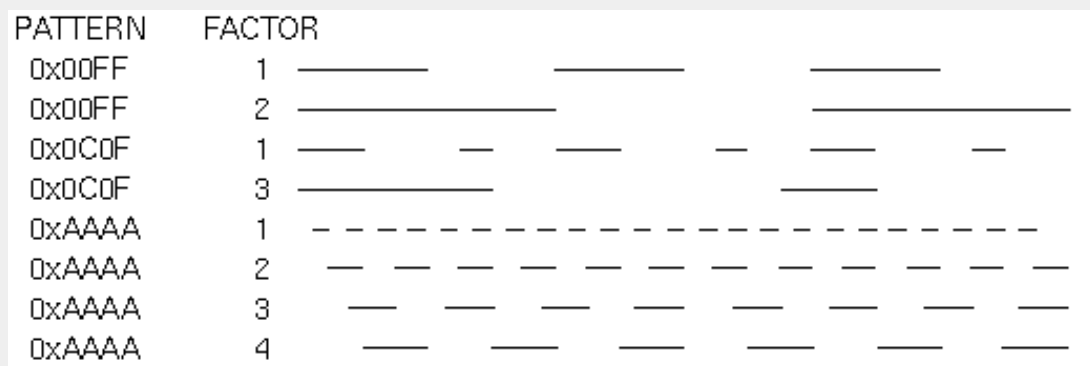 PATTERN FACTOR
0x00FF 1
0x00FF 2
0x0C0F 1
0x0C0F 3
0xAAAA 1
0xAAAA 2
0xAAAA 3
0xAAAA 4